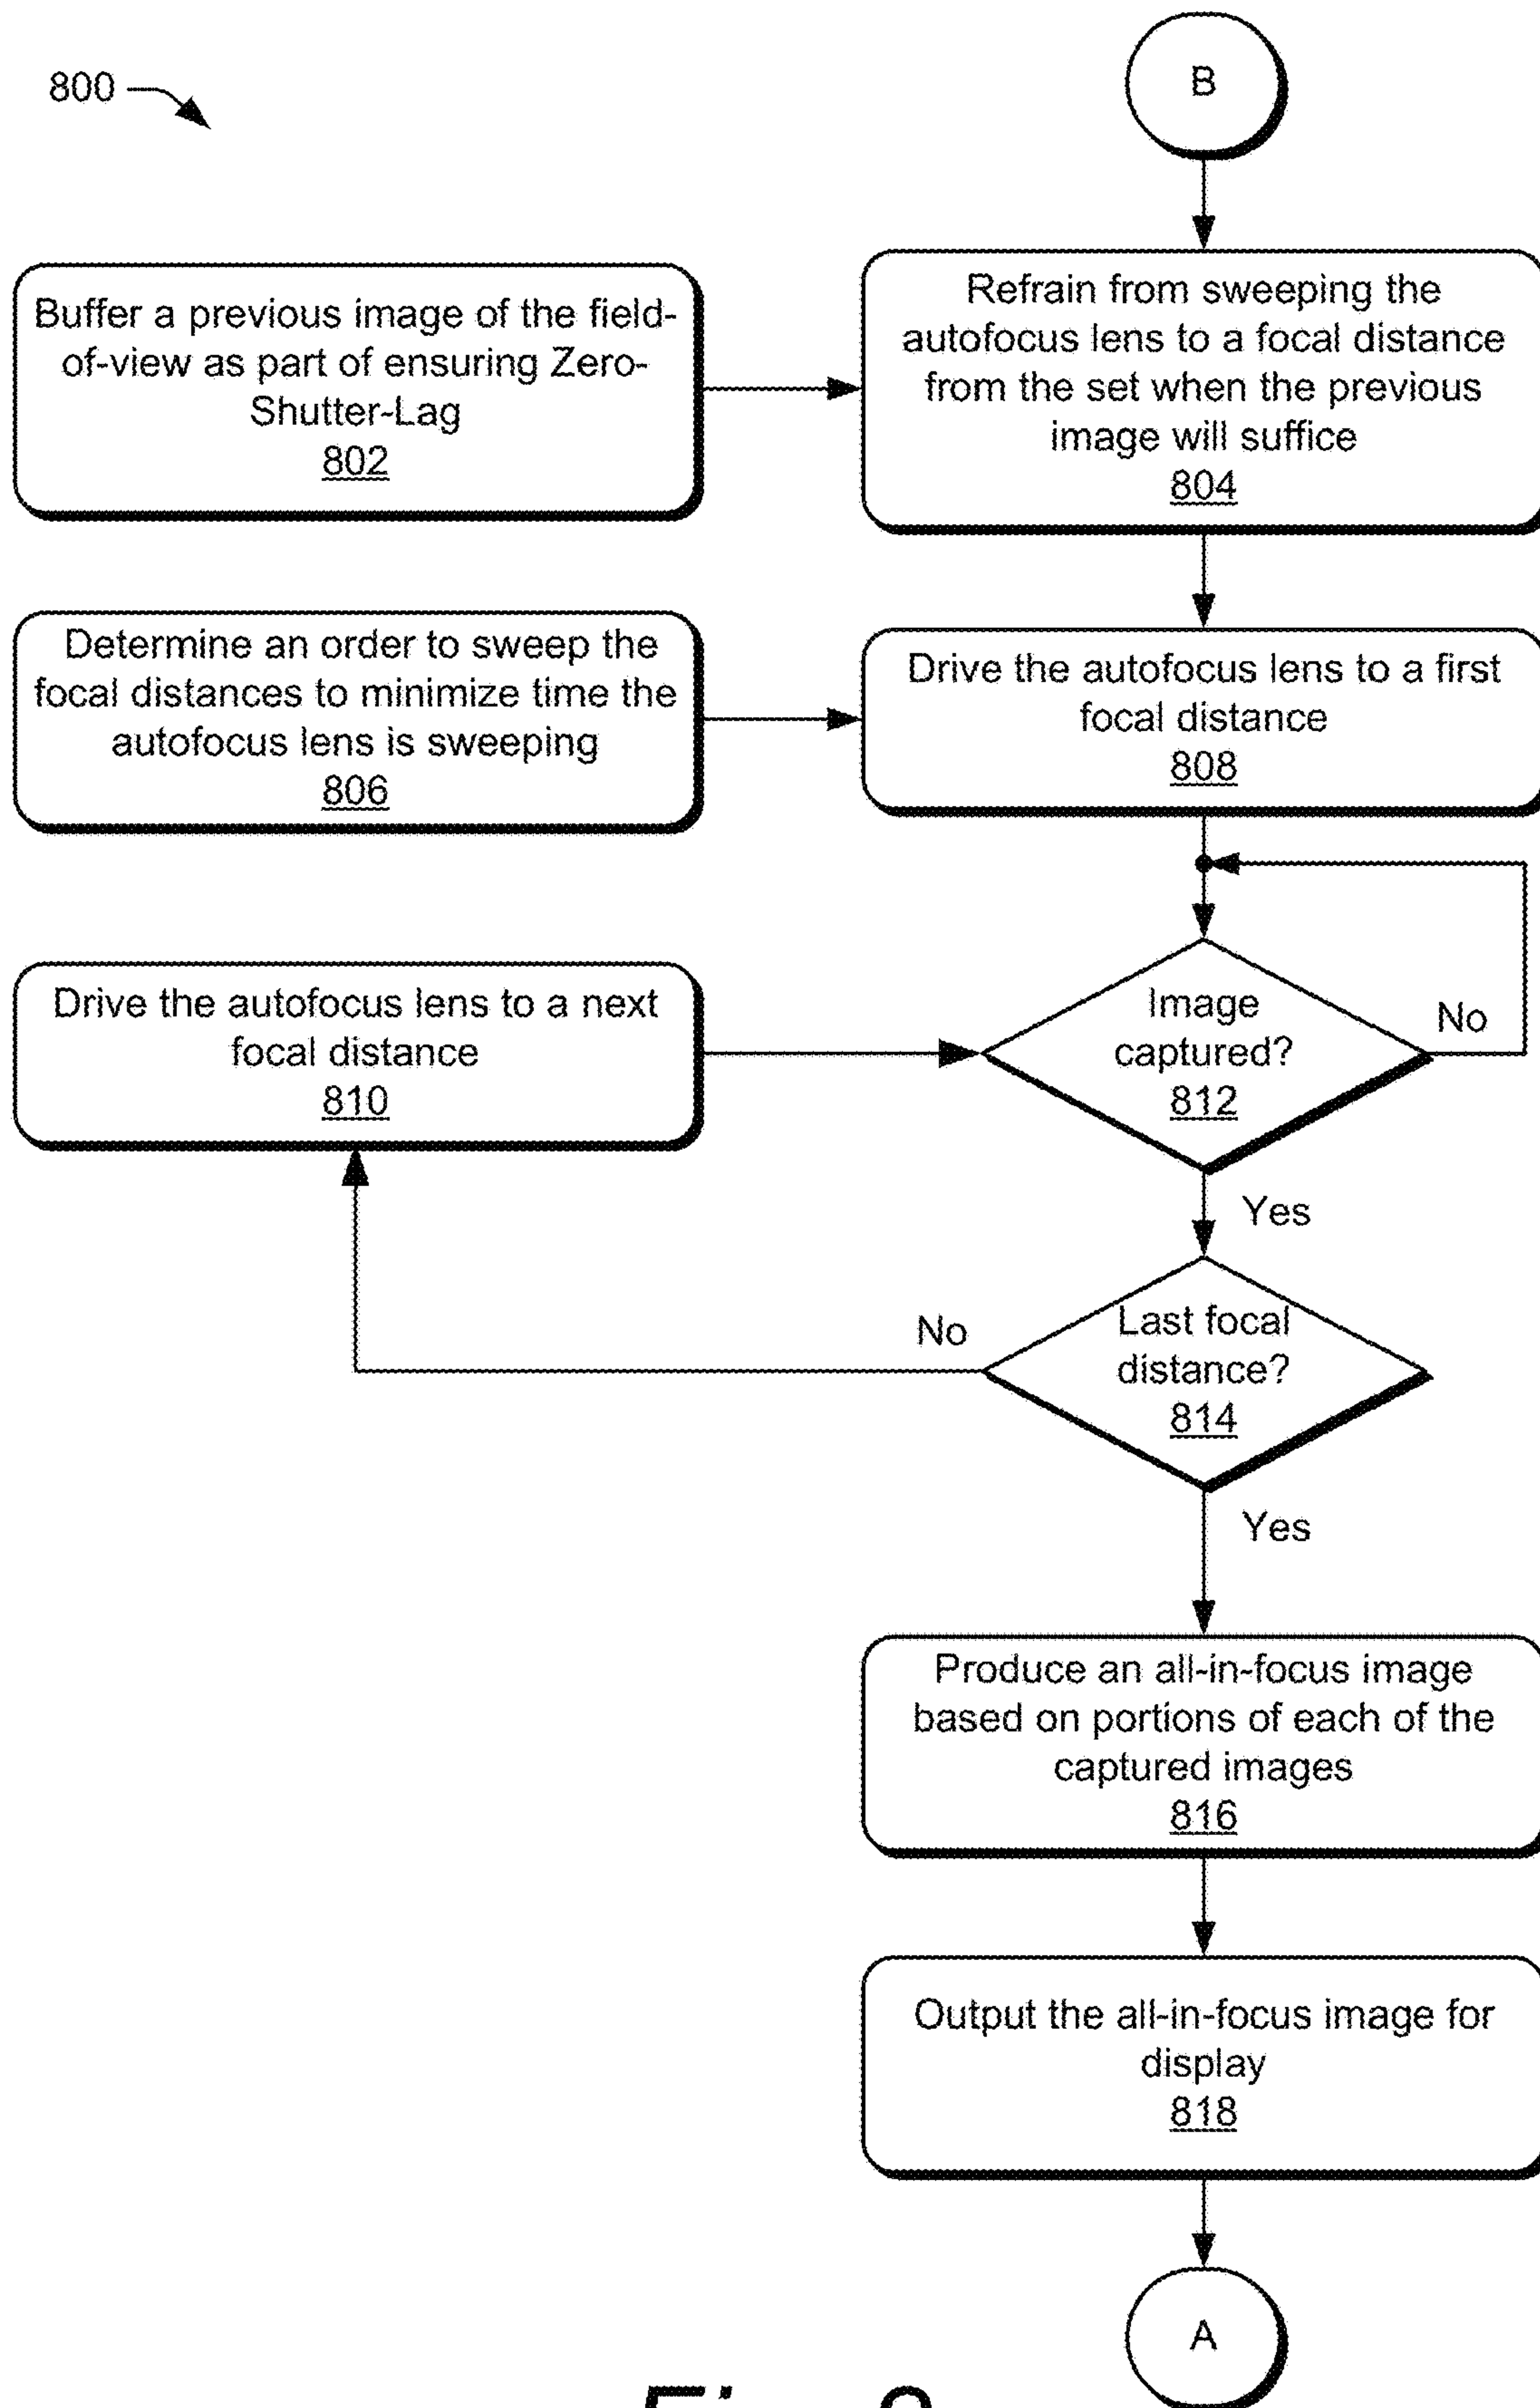 800
B
Buffer a previous image of the field-
of-view as part of ensuring Zero-
Shutter-Lag
802
Refrain from sweeping the
autofocus lens to a focal distance
from the set when the previous
image will suffice
804
Determine an order to sweep the
focal distances to minimize time the
autofocus lens is sweeping
806
Drive the autofocus lens to a first
focal distance
808
Drive the autofocus lens to a next
focal distance
810
Image
captured?
812
No
Yes
Last focal
distance?
814
No
Yes
Produce an all-in-focus image
based on portions of each of the
captured images
816
Output the all-in-focus image for
display
818
A